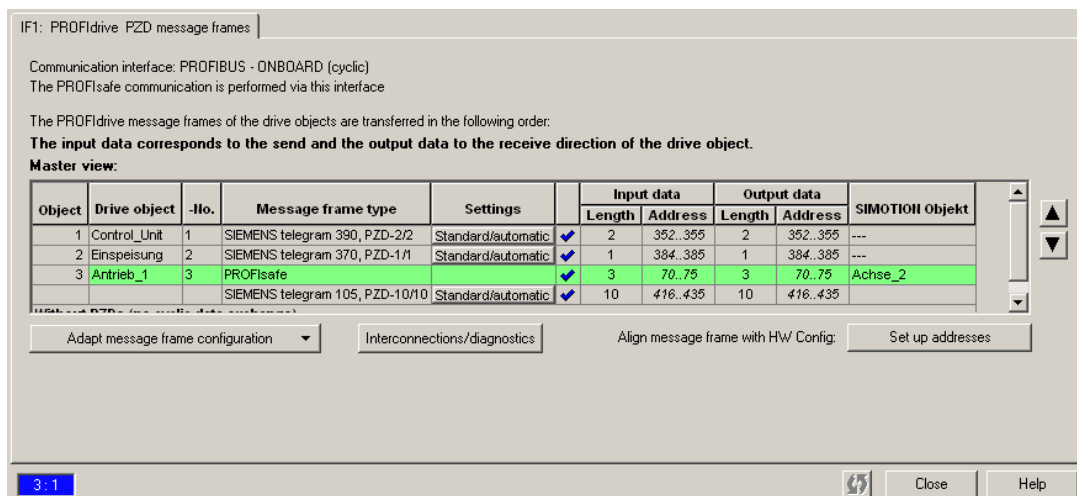 IF1: PROFIdrive PZD message frames
Communication interface: PROFIBUS - ONBOARD (cyclic)
The PROFIsafe communication is performed via this interface
The PROFIdrive message frames of the drive objects are transferred in the following order:
The input data corresponds to the send and the output data to the receive direction of the drive object.
Master view:
Object Drive object -No. Message frame type Settings Input data Output data SIMOTION Objekt
Length Address Length Address
1 Control_Unit 1 SIEMENS telegram 390, PZD-2/2 Standard/automatic 2 352..355 2 352..355 ---
2 Einspeisung 2 SIEMENS telegram 370, PZD-1/1 Standard/automatic 1 384..385 1 384..385 ---
3 Antrieb_1 3 PROFIsafe 3 70..75 3 70..75 Achse_2
SIEMENS telegram 105, PZD-10/10 Standard/automatic 10 416..435 10 416..435
Without PZDs (no cyclic data exchange)
Adapt message frame configuration Interconnections/diagnostics Align message frame with HW Config: Set up addresses
3 : 1 Close Help